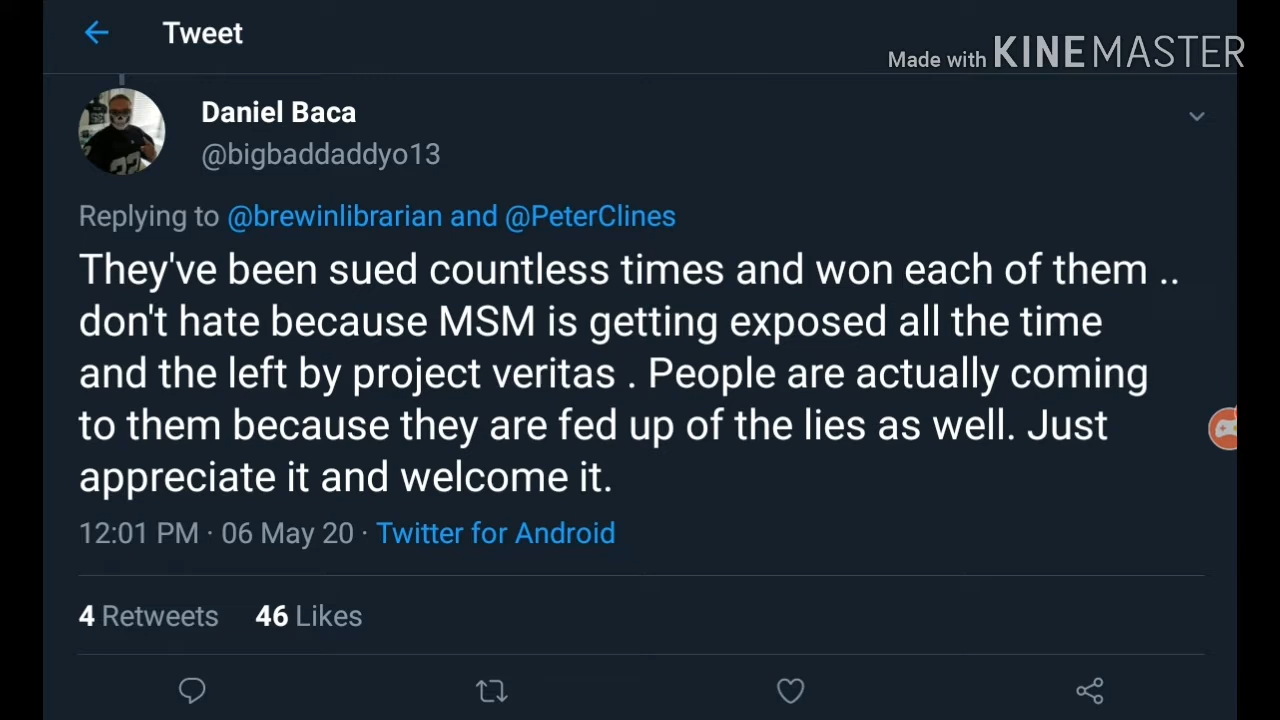 Tweet
Made with KINEMASTER
Daniel Baca
@bigbaddaddyo13
Replying to @brewinlibrarian and @PeterClines
They've been sued countless times and won each of them ..
don't hate because MSM is getting exposed all the time
and the left by project veritas . People are actually coming
to them because they are fed up of the lies as well. Just
appreciate it and welcome it.
12:01 PM · 06 May 20 · Twitter for Android
4 Retweets 46 Likes